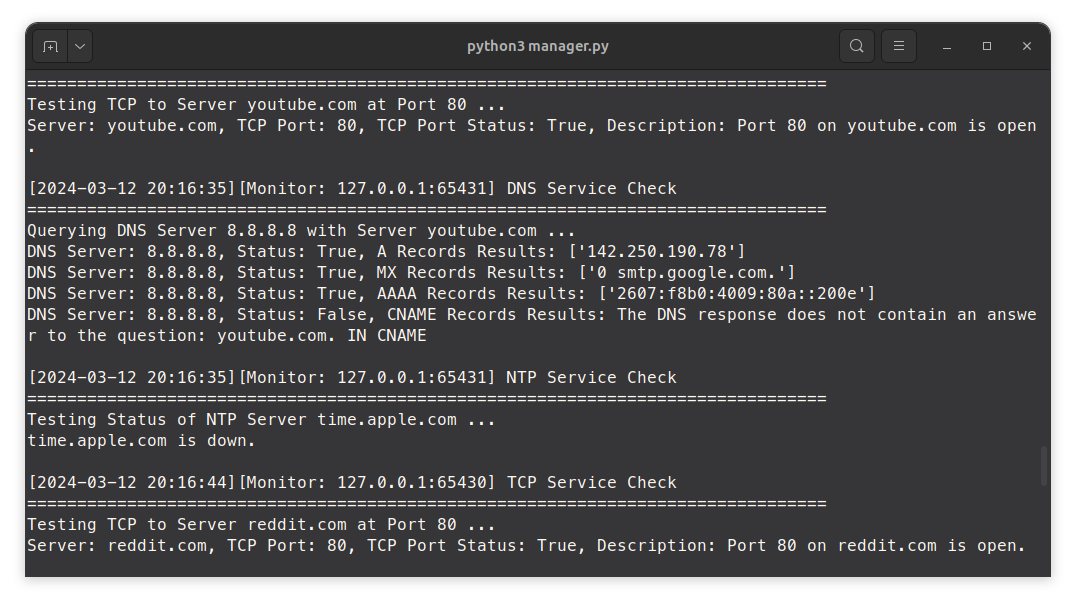 python3 manager.py
================================================================================
Testing TCP to Server youtube.com at Port 80 ...
Server: youtube.com, TCP Port: 80, TCP Port Status: True, Description: Port 80 on youtube.com is open
.
[2024-03-12 20:16:35][Monitor: 127.0.0.1:65431] DNS Service Check
================================================================================
Querying DNS Server 8.8.8.8 with Server youtube.com ...
DNS Server: 8.8.8.8, Status: True, A Records Results: ['142.250.190.78']
DNS Server: 8.8.8.8, Status: True, MX Records Results: ['0 smtp.google.com.']
DNS Server: 8.8.8.8, Status: True, AAAA Records Results: ['2607:f8b0:4009:80a::200e']
DNS Server: 8.8.8.8, Status: False, CNAME Records Results: The DNS response does not contain an answe
r to the question: youtube.com. IN CNAME
[2024-03-12 20:16:35][Monitor: 127.0.0.1:65431] NTP Service Check
================================================================================
Testing Status of NTP Server time.apple.com ...
time.apple.com is down.
[2024-03-12 20:16:44][Monitor: 127.0.0.1:65430] TCP Service Check
================================================================================
Testing TCP to Server reddit.com at Port 80 ...
Server: reddit.com, TCP Port: 80, TCP Port Status: True, Description: Port 80 on reddit.com is open.